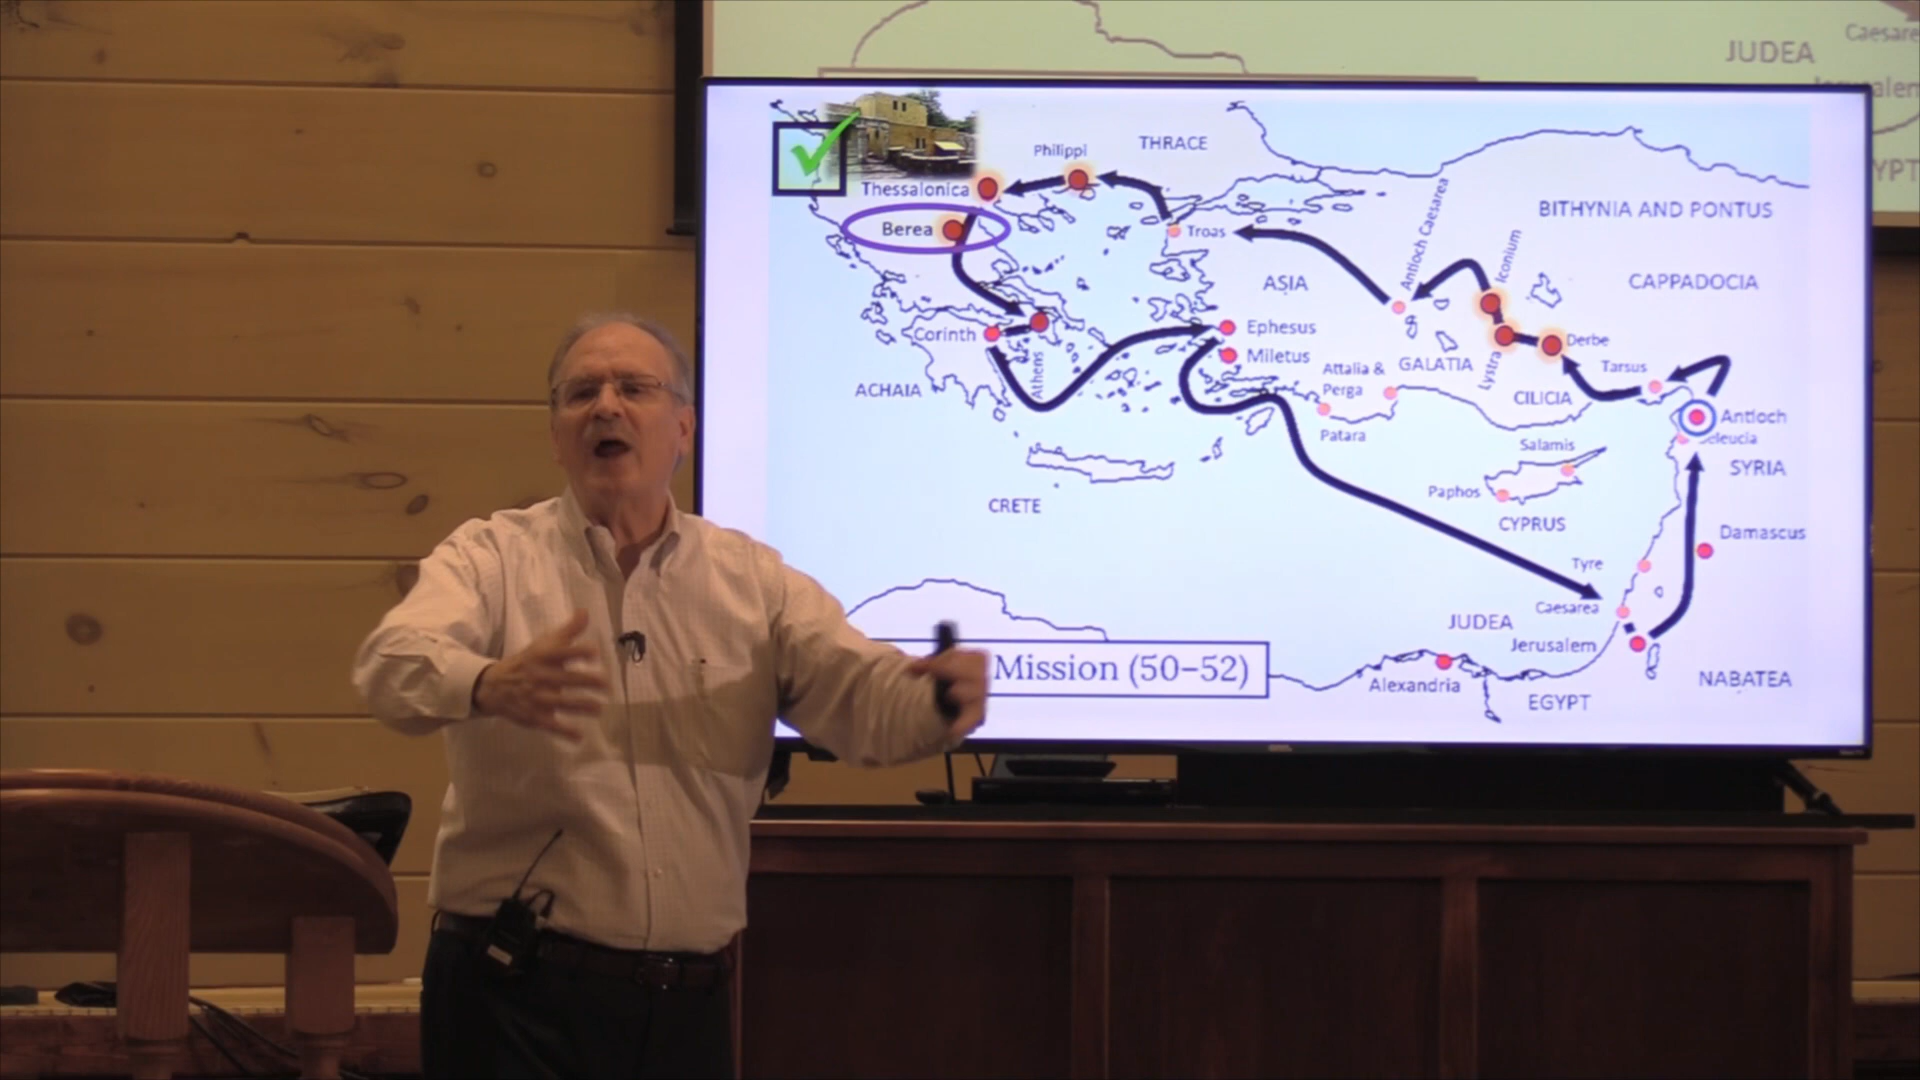 Caesare
JUDEA
Philippi
THRACE
Thessalonica
BITHYNIA AND PONTUS
Berea
Troas
Antioch Caesarea
Iconium
ASIA
CAPPADOCIA
Corinth
Ephesus
Derbe
Miletus
Athens
Attalia &
Perga
GALATIA
Lystra
Tarsus
ACHAIA
CILICIA
Antioch
Patara
eleucia
Salamis
SYRIA
Paphos
CRETE
CYPRUS
Damascus
Tyre
Caesarea
JUDEA
Jerusalem
Mission (50–52)
NABATEA
Alexandria
EGYPT